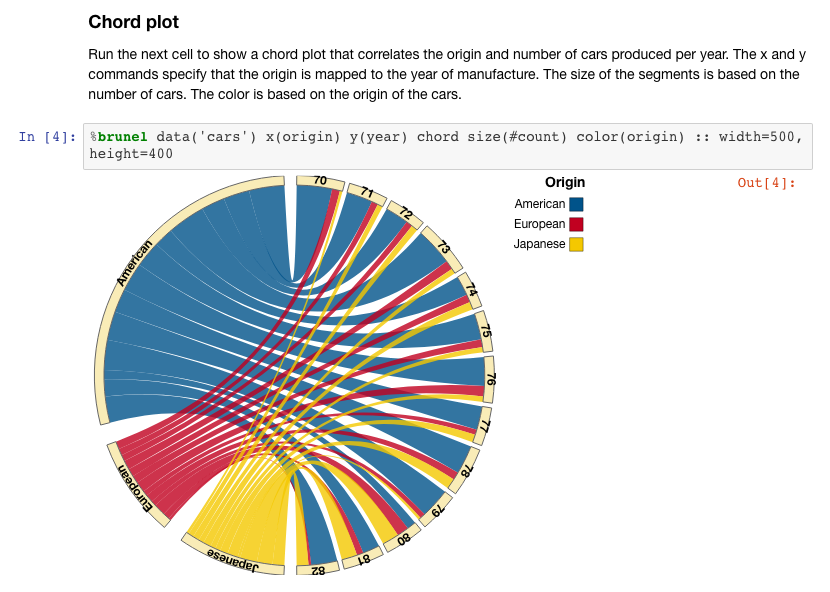 Chord plot
Run the next cell to show a chord plot that correlates the origin and number of cars produced per year. The x and y
commands specify that the origin is mapped to the year of manufacture. The size of the segments is based on the
number of cars. The color is based on the origin of the cars.
In [4]: %brunel data('cars') x(origin) y(year) chord size(#count) color(origin) :: width=500,
height=400
Out[4]:
Origin
American
European
Japanese
American
European
Japanese
70
71
72
73
74
75
76
77
78
79
80
81
82